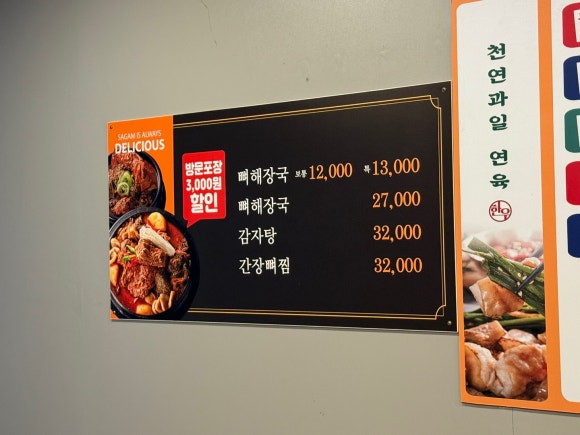 SAGAM IS ALWAYS
DELICIOUS
방문포장
3,000원
할인
뼈해장국 보통 12,000 특 13,000
뼈해장국 27,000
감자탕 32,000
간장뼈찜 32,000
천연과일 연육